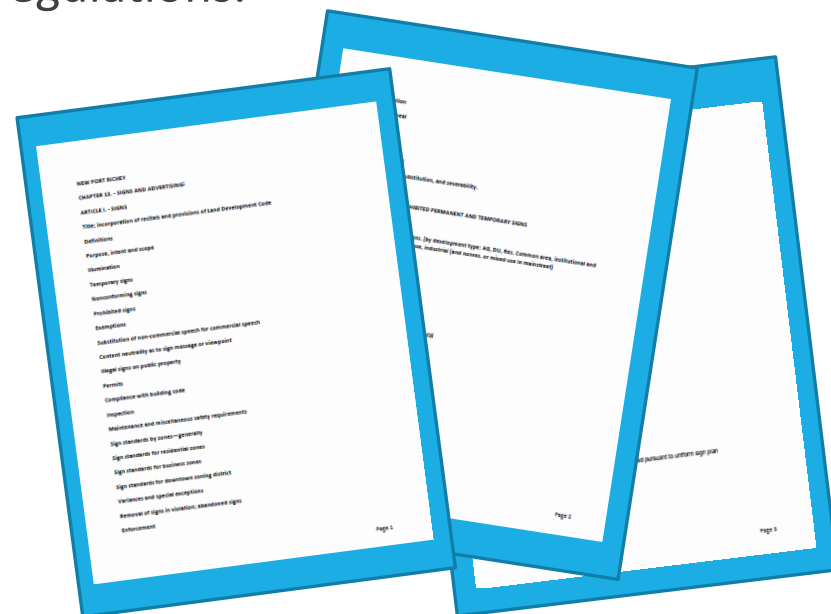 egulations.
NEW PORT RICHEY
CHAPTER 13. - SIGNS AND ADVERTISING
ARTICLE I. - SIGNS
Title; incorporation of recitals and provisions of Land Development Code
Definitions
Purpose, intent and scope
Illumination
Temporary signs
Nonconforming signs
Prohibited signs
Exemptions
Substitution of non-commercial speech for commercial speech
Content neutrality as to sign message or viewpoint
Illegal signs on public property
Permits
Compliance with building code
Inspection
Maintenance and miscellaneous safety requirements
Sign standards by zones—generally
Sign standards for residential zones
Sign standards for business zones
Sign standards for downtown zoning district
Variances and special exceptions
Removal of signs in violation; abandoned signs
Enforcement
Page 1
bstitution, and severability.
HIBITED PERMANENT AND TEMPORARY SIGNS
ns. (by development type: AG, DU, Res. Common area, institutional and
se, industrial (and nonres. or mixed use in mainstreet)
Page 2
d pursuant to uniform sign plan
Page 3